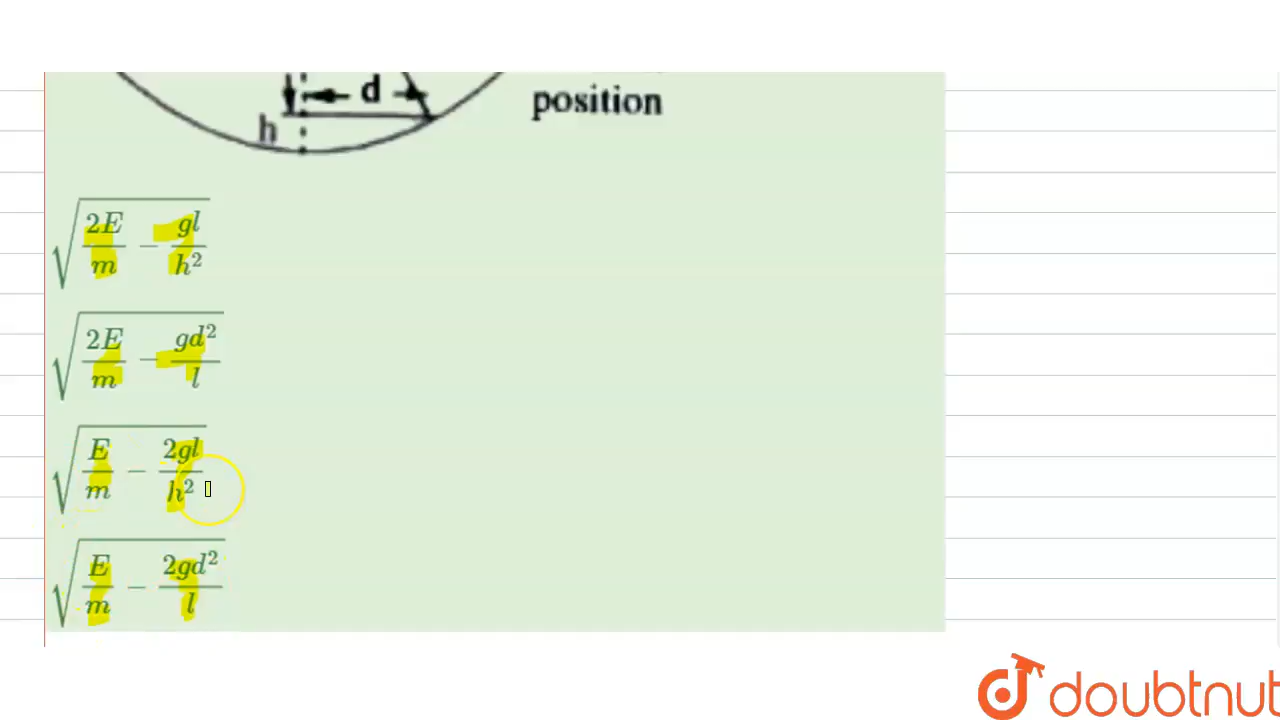 d
position
h
√(2E/m − gl/h²)
√(2E/m − gd²/l)
√(E/m − 2gl/h²)
√(E/m − 2gd²/l)
doubtnut